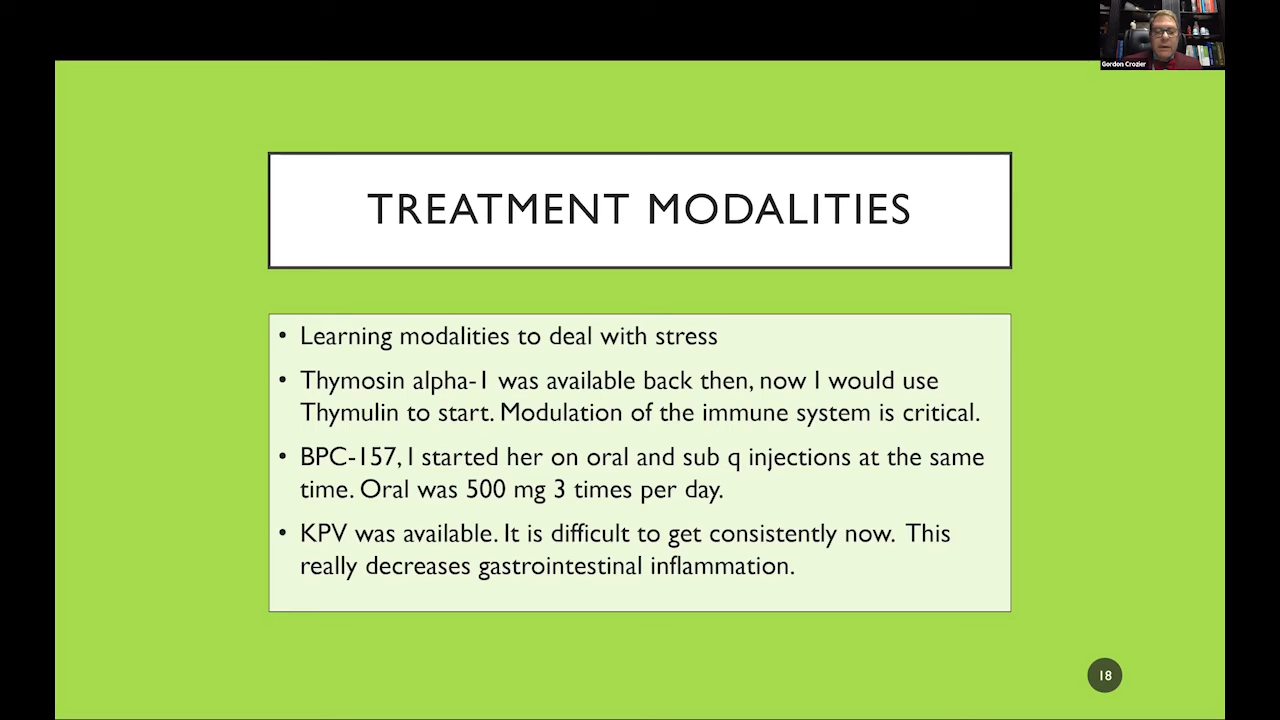 Gordon Crozier
TREATMENT MODALITIES
• Learning modalities to deal with stress
• Thymosin alpha-1 was available back then, now I would use
Thymulin to start. Modulation of the immune system is critical.
• BPC-157, I started her on oral and sub q injections at the same
time. Oral was 500 mg 3 times per day.
• KPV was available. It is difficult to get consistently now.  This
really decreases gastrointestinal inflammation.
18